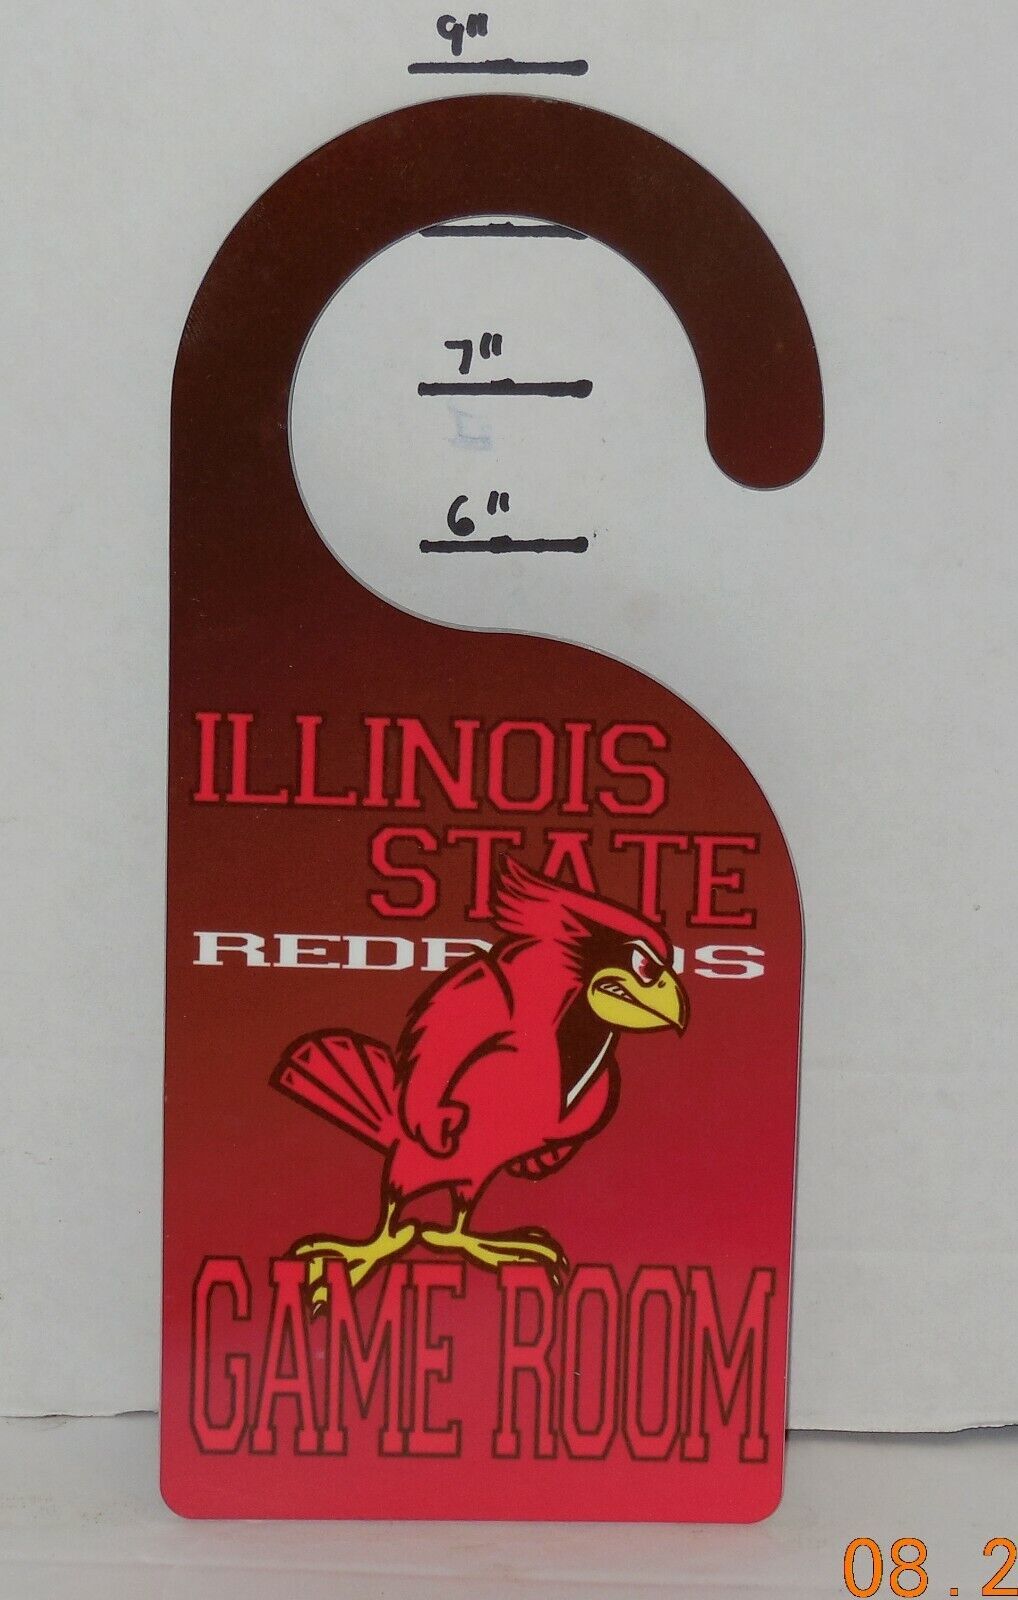 9"
7"
6"
ILLINOIS
STATE
GAME ROOM
08.2